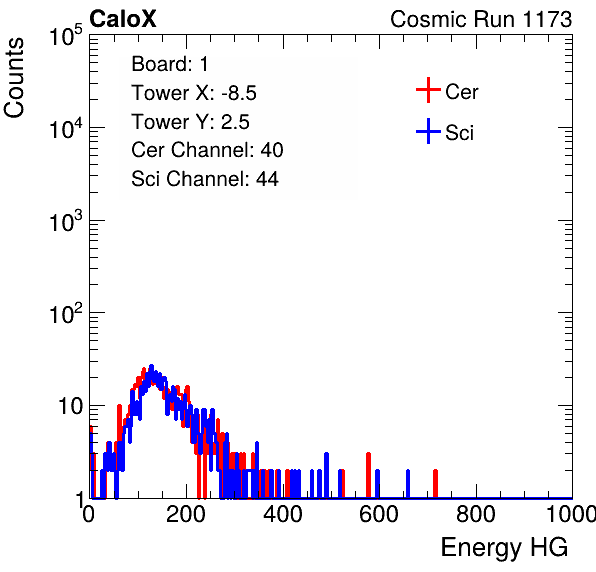 CaloX Cosmic Run 1173
Counts
10^5
10^4
10^3
10^2
10
1
Board: 1
Tower X: -8.5
Tower Y: 2.5
Cer Channel: 40
Sci Channel: 44
Cer
Sci
0 200 400 600 800 1000
Energy HG